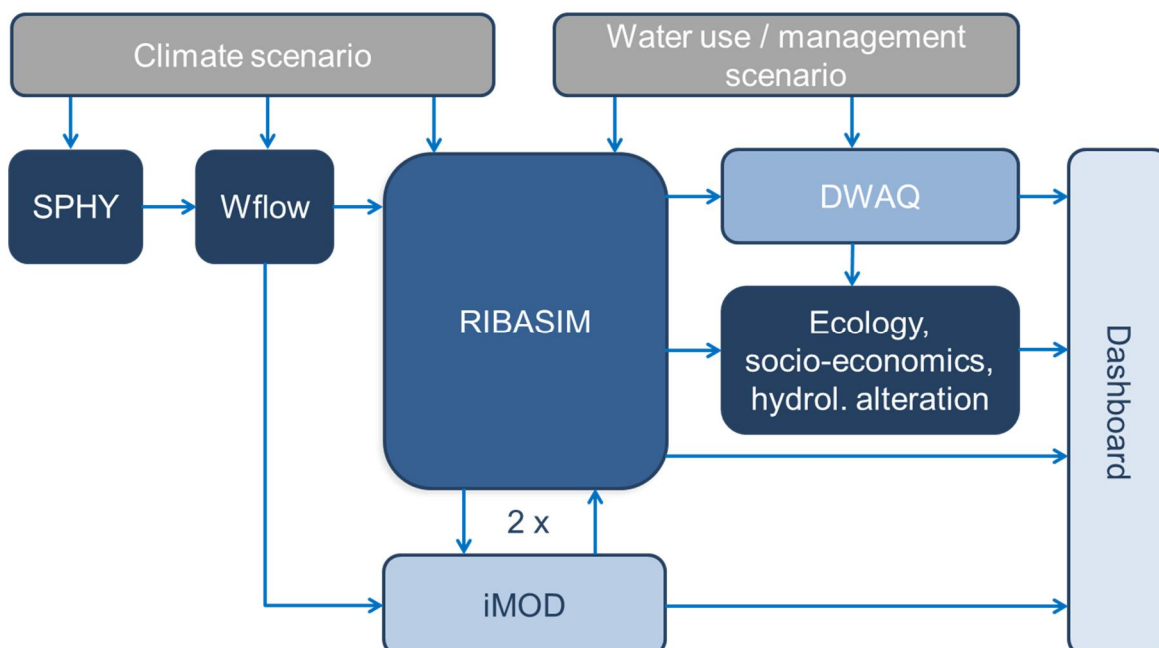 Climate scenario
Water use / management
scenario
SPHY
Wflow
RIBASIM
DWAQ
Ecology,
socio-economics,
hydrol. alteration
Dashboard
2 x
iMOD